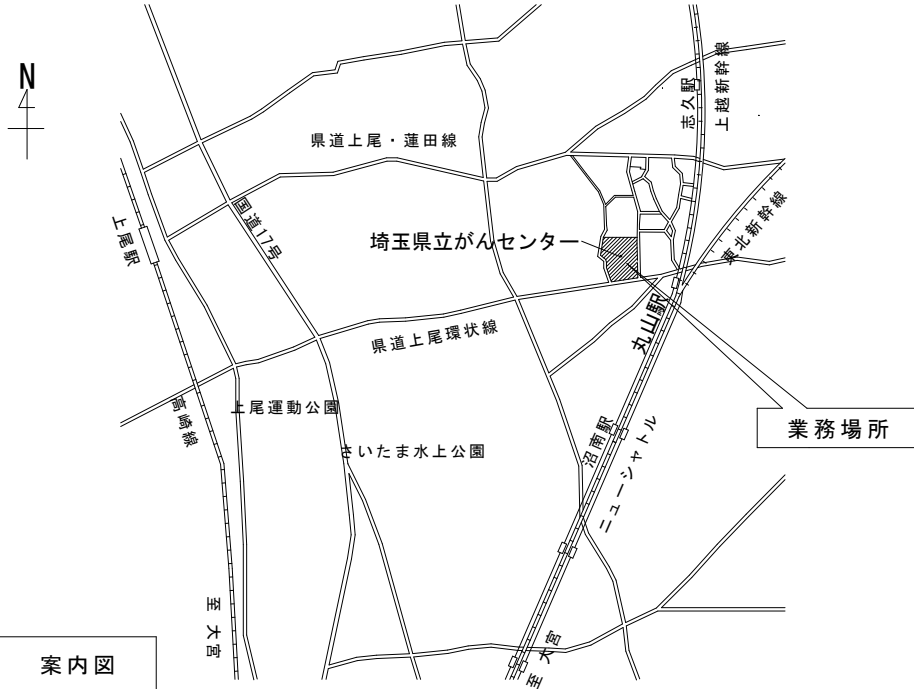 N
志久駅
上越新幹線
県道上尾・蓮田線
国道17号
上尾駅
埼玉県立がんセンター
東北新幹線
丸山駅
県道上尾環状線
高崎線
上尾運動公園
さいたま水上公園
沼南駅
ニューシャトル
業務場所
至 大宮
至 大宮
案内図